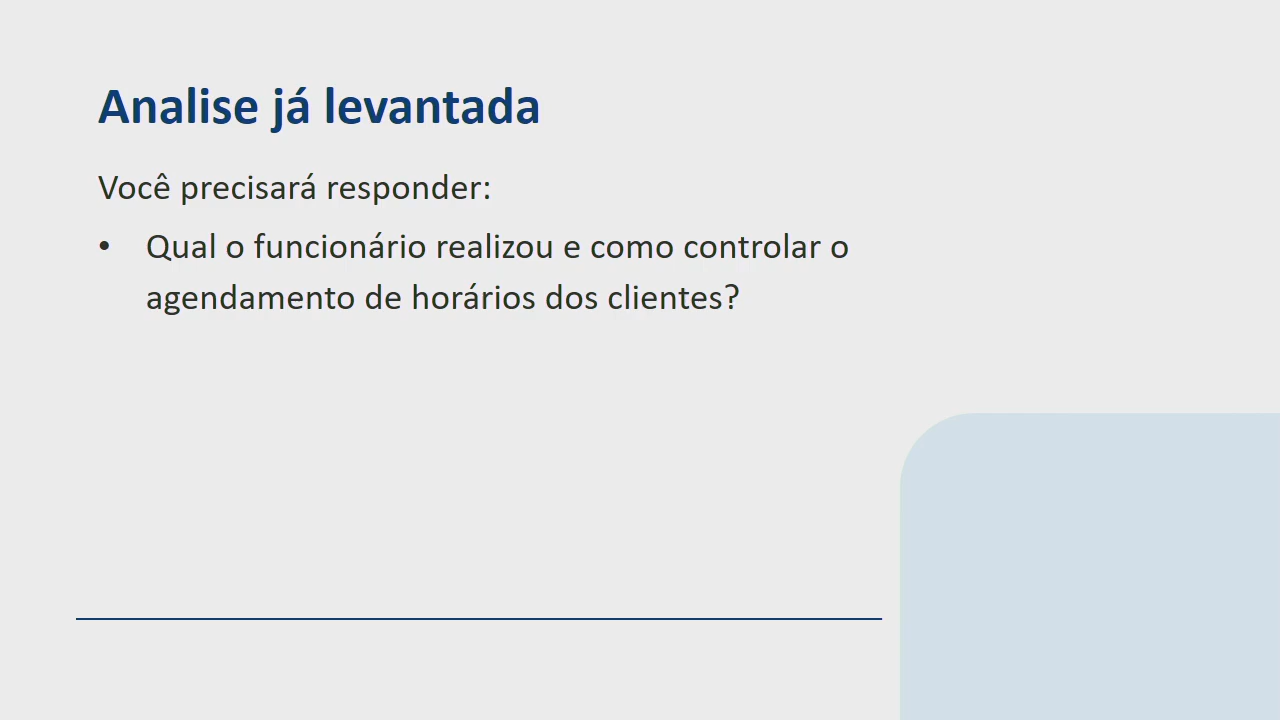 Analise já levantada
Você precisará responder:
• Qual o funcionário realizou e como controlar o
agendamento de horários dos clientes?